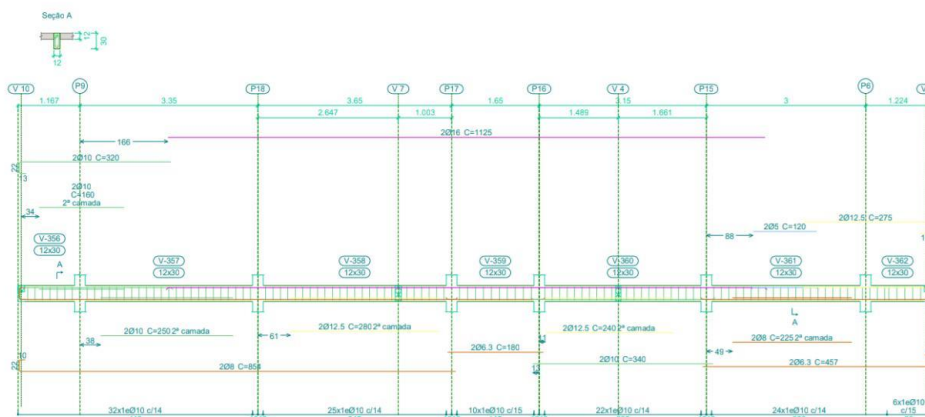 Seção A
12
30
12
V 10
P9
P18
V 7
P17
P16
V 4
P15
P6
1.167
3.35
3.65
1.65
3.15
3
1.224
2.647
1.003
1.489
1.661
2Ø16 C=1125
166
2Ø10 C=320
22
3
2Ø10
C=160
2ª camada
34
2Ø12.5 C=275
2Ø5 C=120
88
V-356
12x30
V-357
12x30
V-358
12x30
V-359
12x30
V-360
12x30
V-361
12x30
V-362
12x30
A
A
2Ø10 C=250 2ª camada
38
2Ø12.5 C=280 2ª camada
61
2Ø12.5 C=240 2ª camada
2Ø8 C=225 2ª camada
49
2Ø6.3 C=180
2Ø10 C=340
2Ø6.3 C=457
10
22
2Ø8 C=854
32x1eØ10 c/14
25x1eØ10 c/14
10x1eØ10 c/15
22x1eØ10 c/14
24x1eØ10 c/14
6x1eØ10